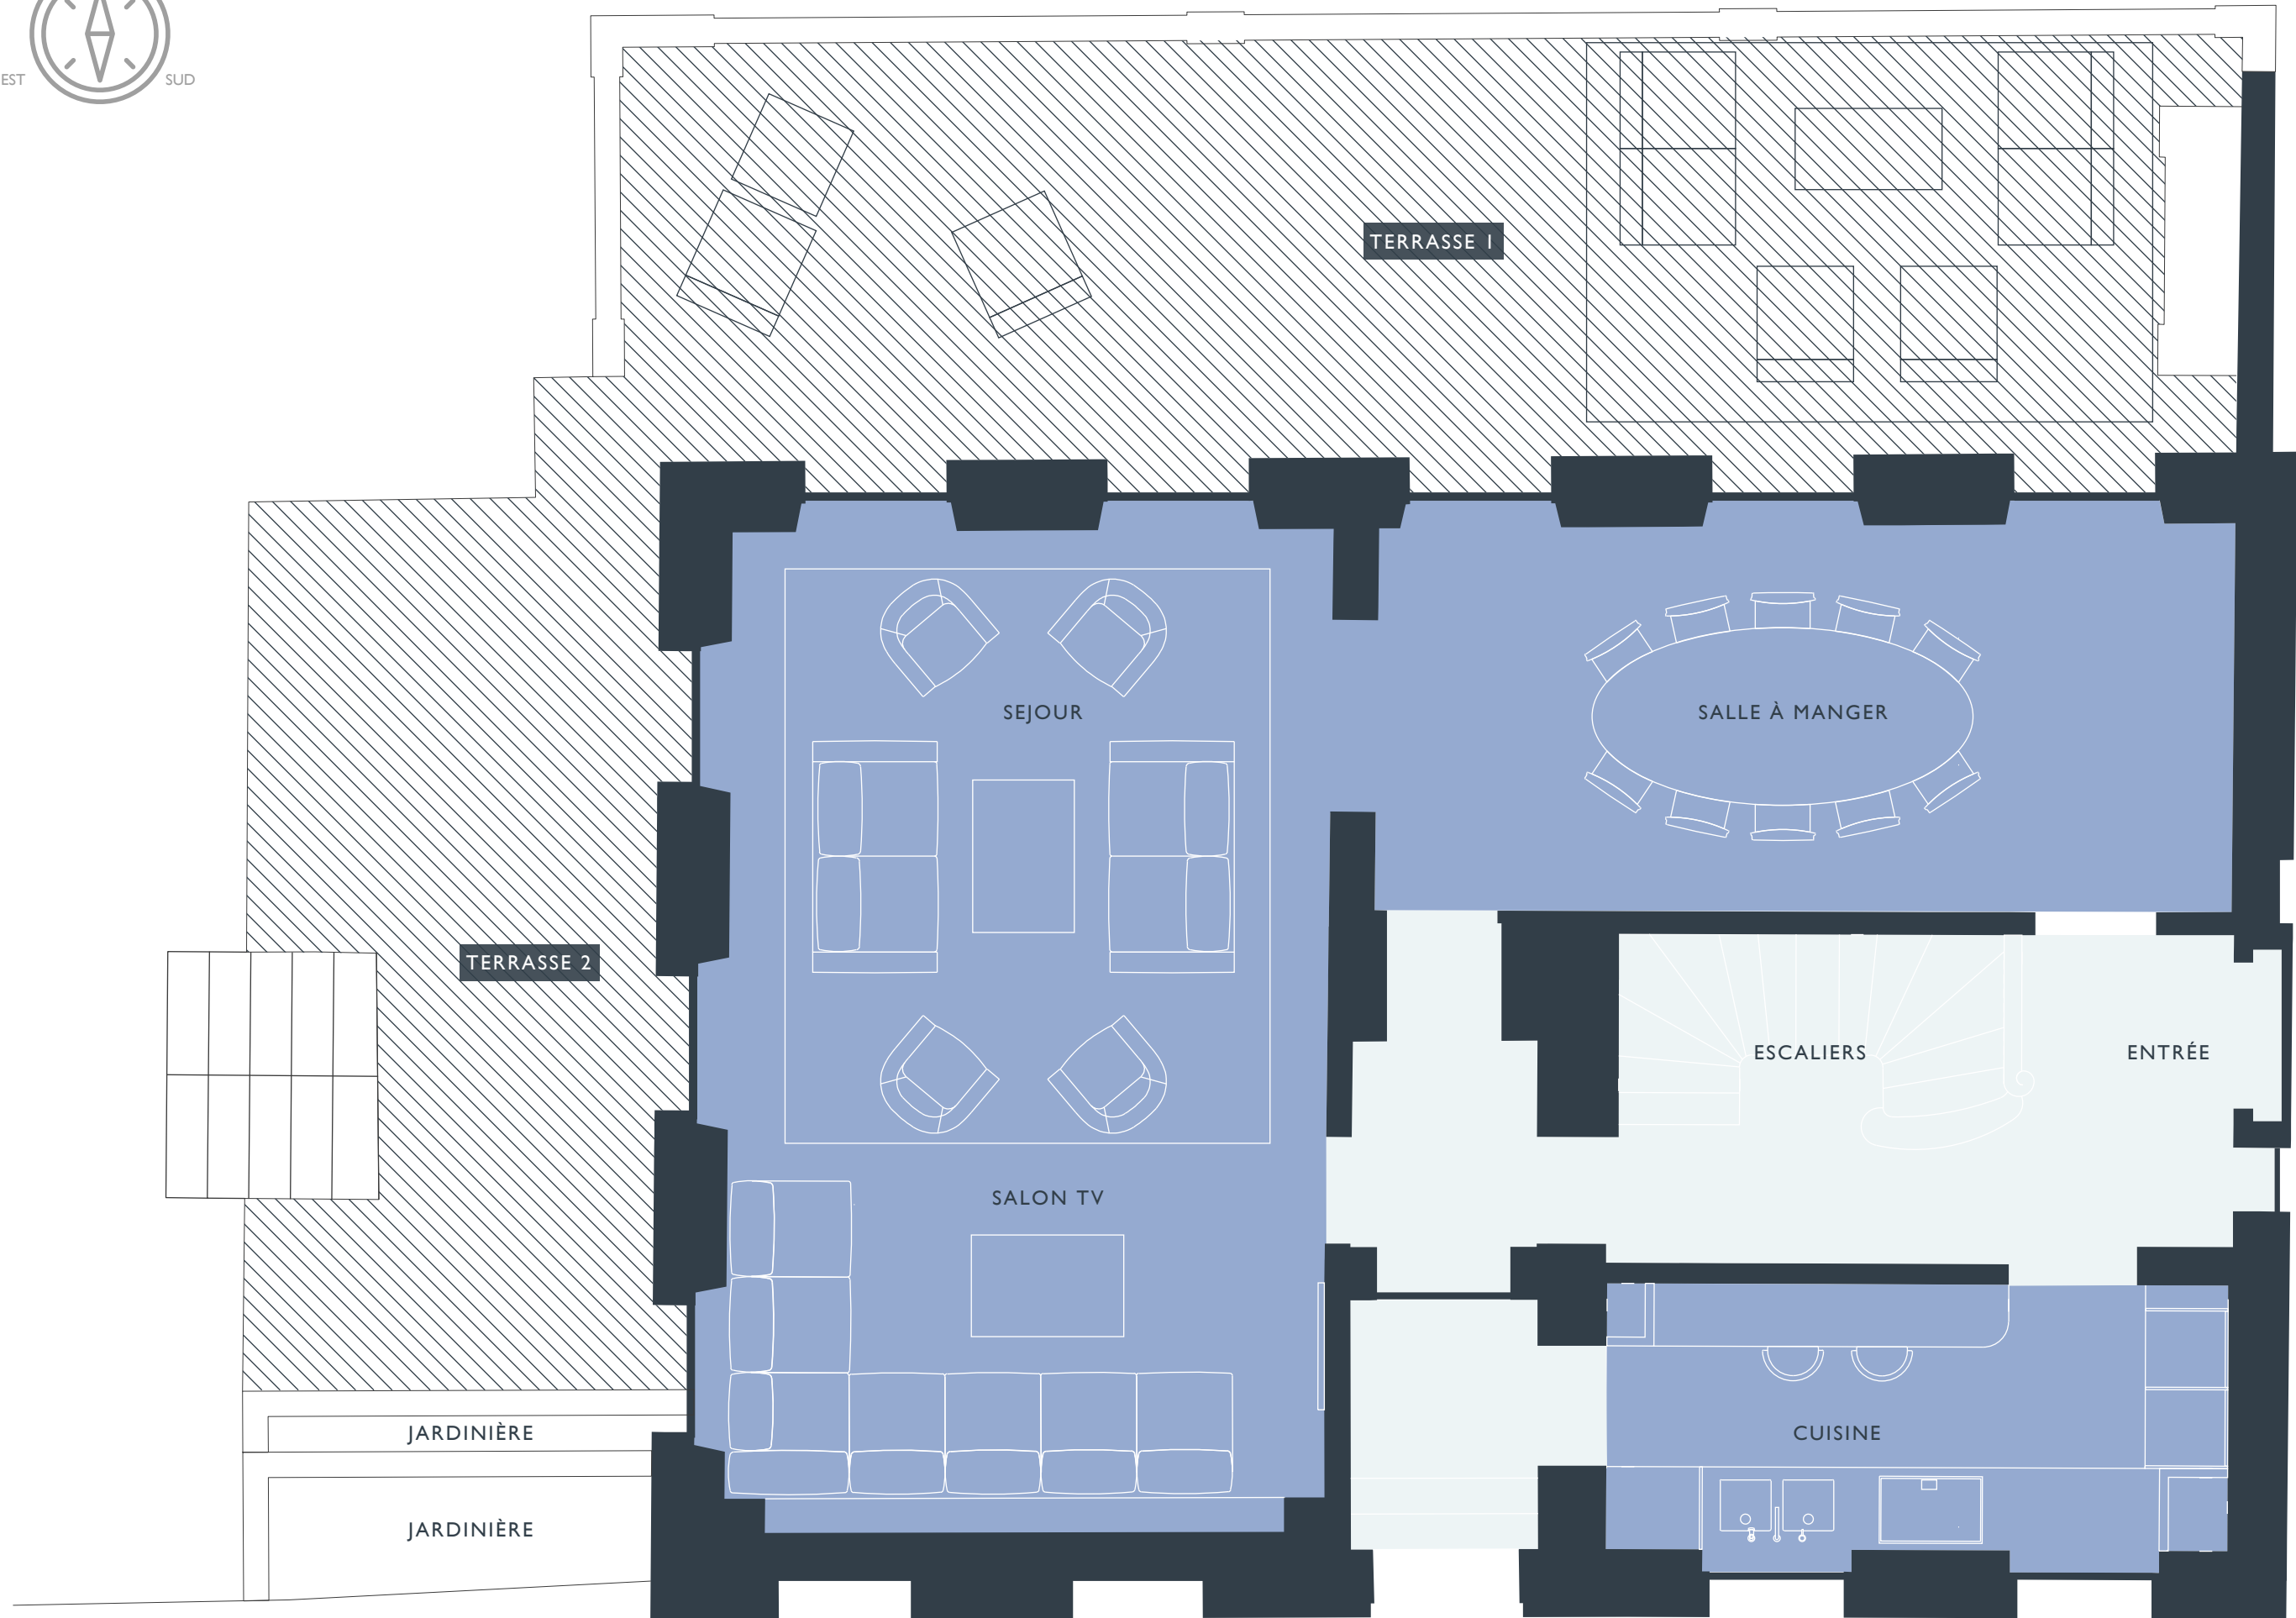 EST
SUD
TERRASSE 1
SEJOUR
SALLE À MANGER
TERRASSE 2
ESCALIERS
ENTRÉE
SALON TV
JARDINIÈRE
CUISINE
JARDINIÈRE